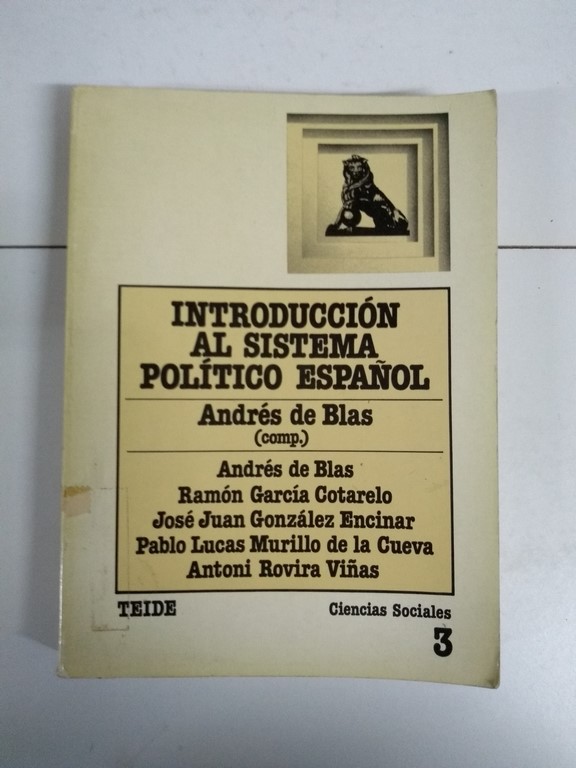 INTRODUCCIÓN
AL SISTEMA
POLÍTICO ESPAÑOL
Andrés de Blas
(comp.)
Andrés de Blas
Ramón García Cotarelo
José Juan González Encinar
Pablo Lucas Murillo de la Cueva
Antoni Rovira Viñas
TEIDE
Ciencias Sociales
3